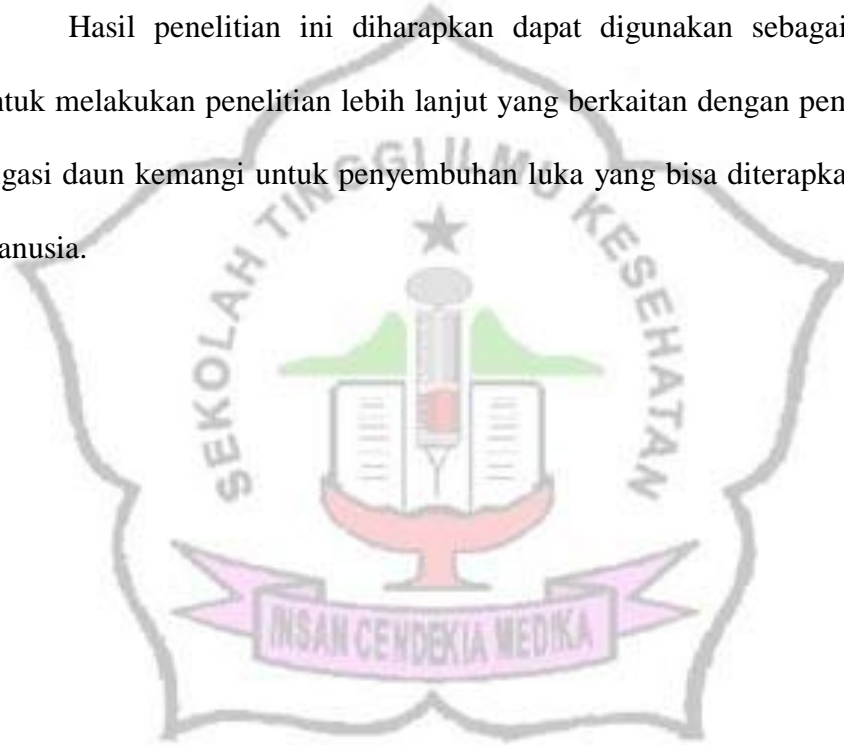 Hasil penelitian ini diharapkan dapat digunakan sebagai
ntuk melakukan penelitian lebih lanjut yang berkaitan dengan pem
gasi daun kemangi untuk penyembuhan luka yang bisa diterapka
anusia.
SEKOLAH TINGGI ILMU KESEHATAN
INSAN CENDEKIA MEDIKA